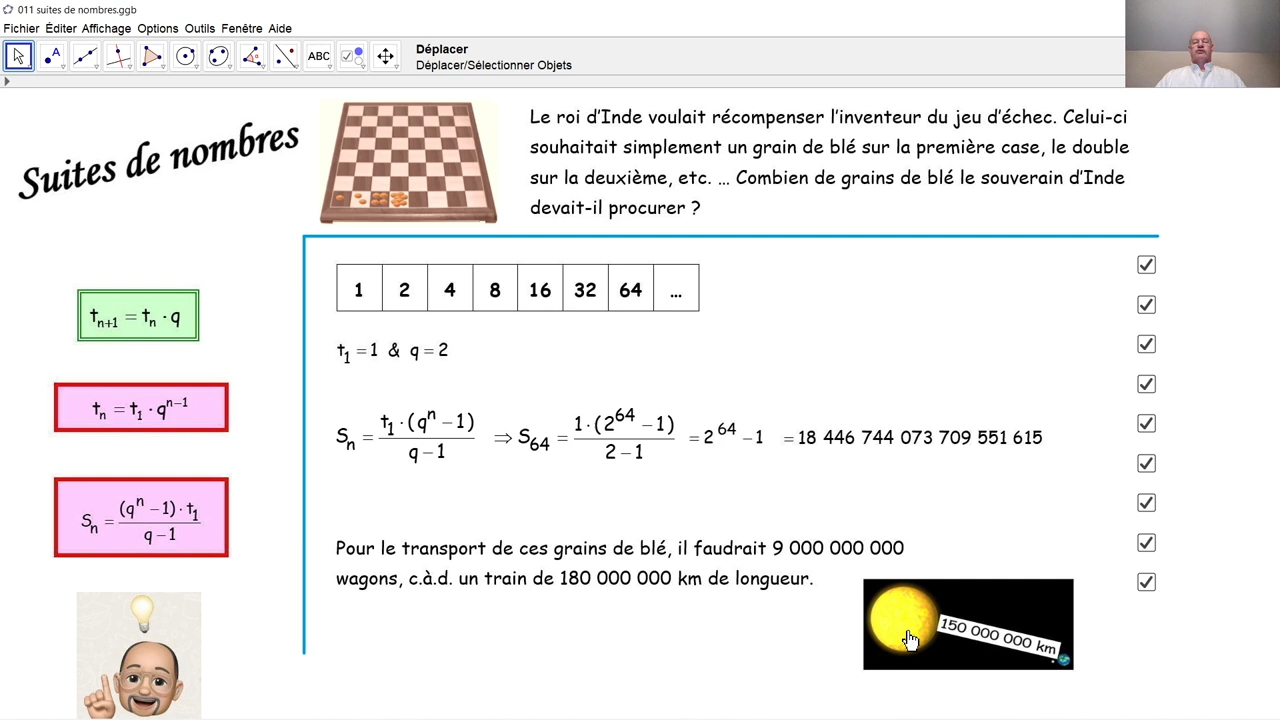 011 suites de nombres.ggb
Fichier Éditer Affichage Options Outils Fenêtre Aide
A
ABC
Déplacer
Déplacer/Sélectionner Objets
Suites de nombres
Le roi d'Inde voulait récompenser l'inventeur du jeu d'échec. Celui-ci
souhaitait simplement un grain de blé sur la première case, le double
sur la deuxième, etc. ... Combien de grains de blé le souverain d'Inde
devait-il procurer ?
1 2 4 8 16 32 64 ...
t_{n+1} = t_n · q
t_1 = 1 & q = 2
t_n = t_1 · q^{n-1}
S_n = t_1 · (q^n – 1) / (q – 1) ⇒ S_64 = 1 · (2^64 – 1) / (2 – 1) = 2^64 – 1 = 18 446 744 073 709 551 615
S_n = (q^n – 1) · t_1 / (q – 1)
Pour le transport de ces grains de blé, il faudrait 9 000 000 000
wagons, c.à.d. un train de 180 000 000 km de longueur.
150 000 000 km